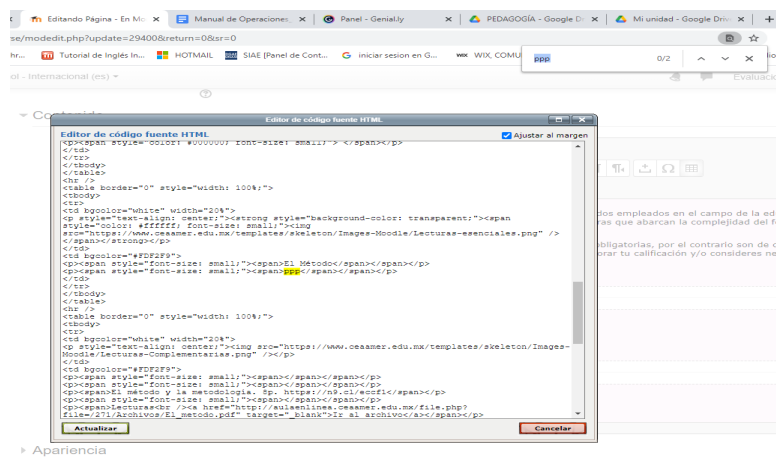 Editando Página - En Mo
Manual de Operaciones_
Panel - Genial.ly
PEDAGOGÍA - Google Dr
Mi unidad - Google Driv
se/modedit.php?update=29400&return=0&sr=0
hr...
Tutorial de Inglés In...
HOTMAIL
SIAE [Panel de Cont...
iniciar sesion en G...
WIX, COMU
ppp
0/2
ol - Internacional (es)
Evaluaci
Contenido
Editor de código fuente HTML
Editor de código fuente HTML
Ajustar al margen
<p><span style="color: #000000; font-size: small;"> </span></p>
</td>
</tr>
</tbody>
</table>
<hr />
<table border="0" style="width: 100%;">
<tbody>
<tr>
<td bgcolor="white" width="20%">
<p style="text-align: center;"><strong style="background-color: transparent;"><span
style="color: #ffffff; font-size: small;"><img
src="https://www.ceaamer.edu.mx/templates/skeleton/Images-Moodle/Lecturas-esenciales.png" />
</span></strong></p>
</td>
<td bgcolor="#FDF2F9">
<p><span style="font-size: small;"><span>El Método</span></span></p>
<p><span style="font-size: small;"><span>ppp</span></span></p>
</td>
</tr>
</tbody>
</table>
<hr />
<table border="0" style="width: 100%;">
<tbody>
<tr>
<td bgcolor="white" width="20%">
<p style="text-align: center;"><img src="https://www.ceaamer.edu.mx/templates/skeleton/Images-
Moodle/Lecturas-Complementarias.png" /></p>
</td>
<td bgcolor="#FDF2F9">
<p><span style="font-size: small;"><span></span></span></p>
<p><span>El método y la metodología. 8p. https://n9.cl/eccf1</span></p>
<p><span style="font-size: small;"><span></span></span></p>
<p><span>Lecturas<br /><a href="http://aulaenlinea.ceaamer.edu.mx/file.php?
file=/271/Archivos/El_metodo.pdf" target="_blank">Ir al archivo</a></span></p>
Actualizar
Cancelar
dos empleados en el campo de la ed
ras que abarcan la complejidad del f
obligatorias, por el contrario son de c
orar tu calificación y/o consideres ne
Apariencia